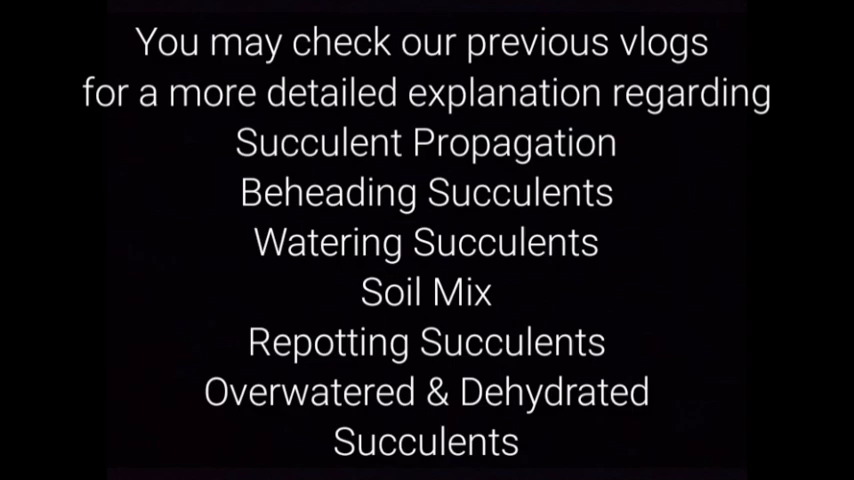 You may check our previous vlogs
for a more detailed explanation regarding
Succulent Propagation
Beheading Succulents
Watering Succulents
Soil Mix
Repotting Succulents
Overwatered & Dehydrated
Succulents